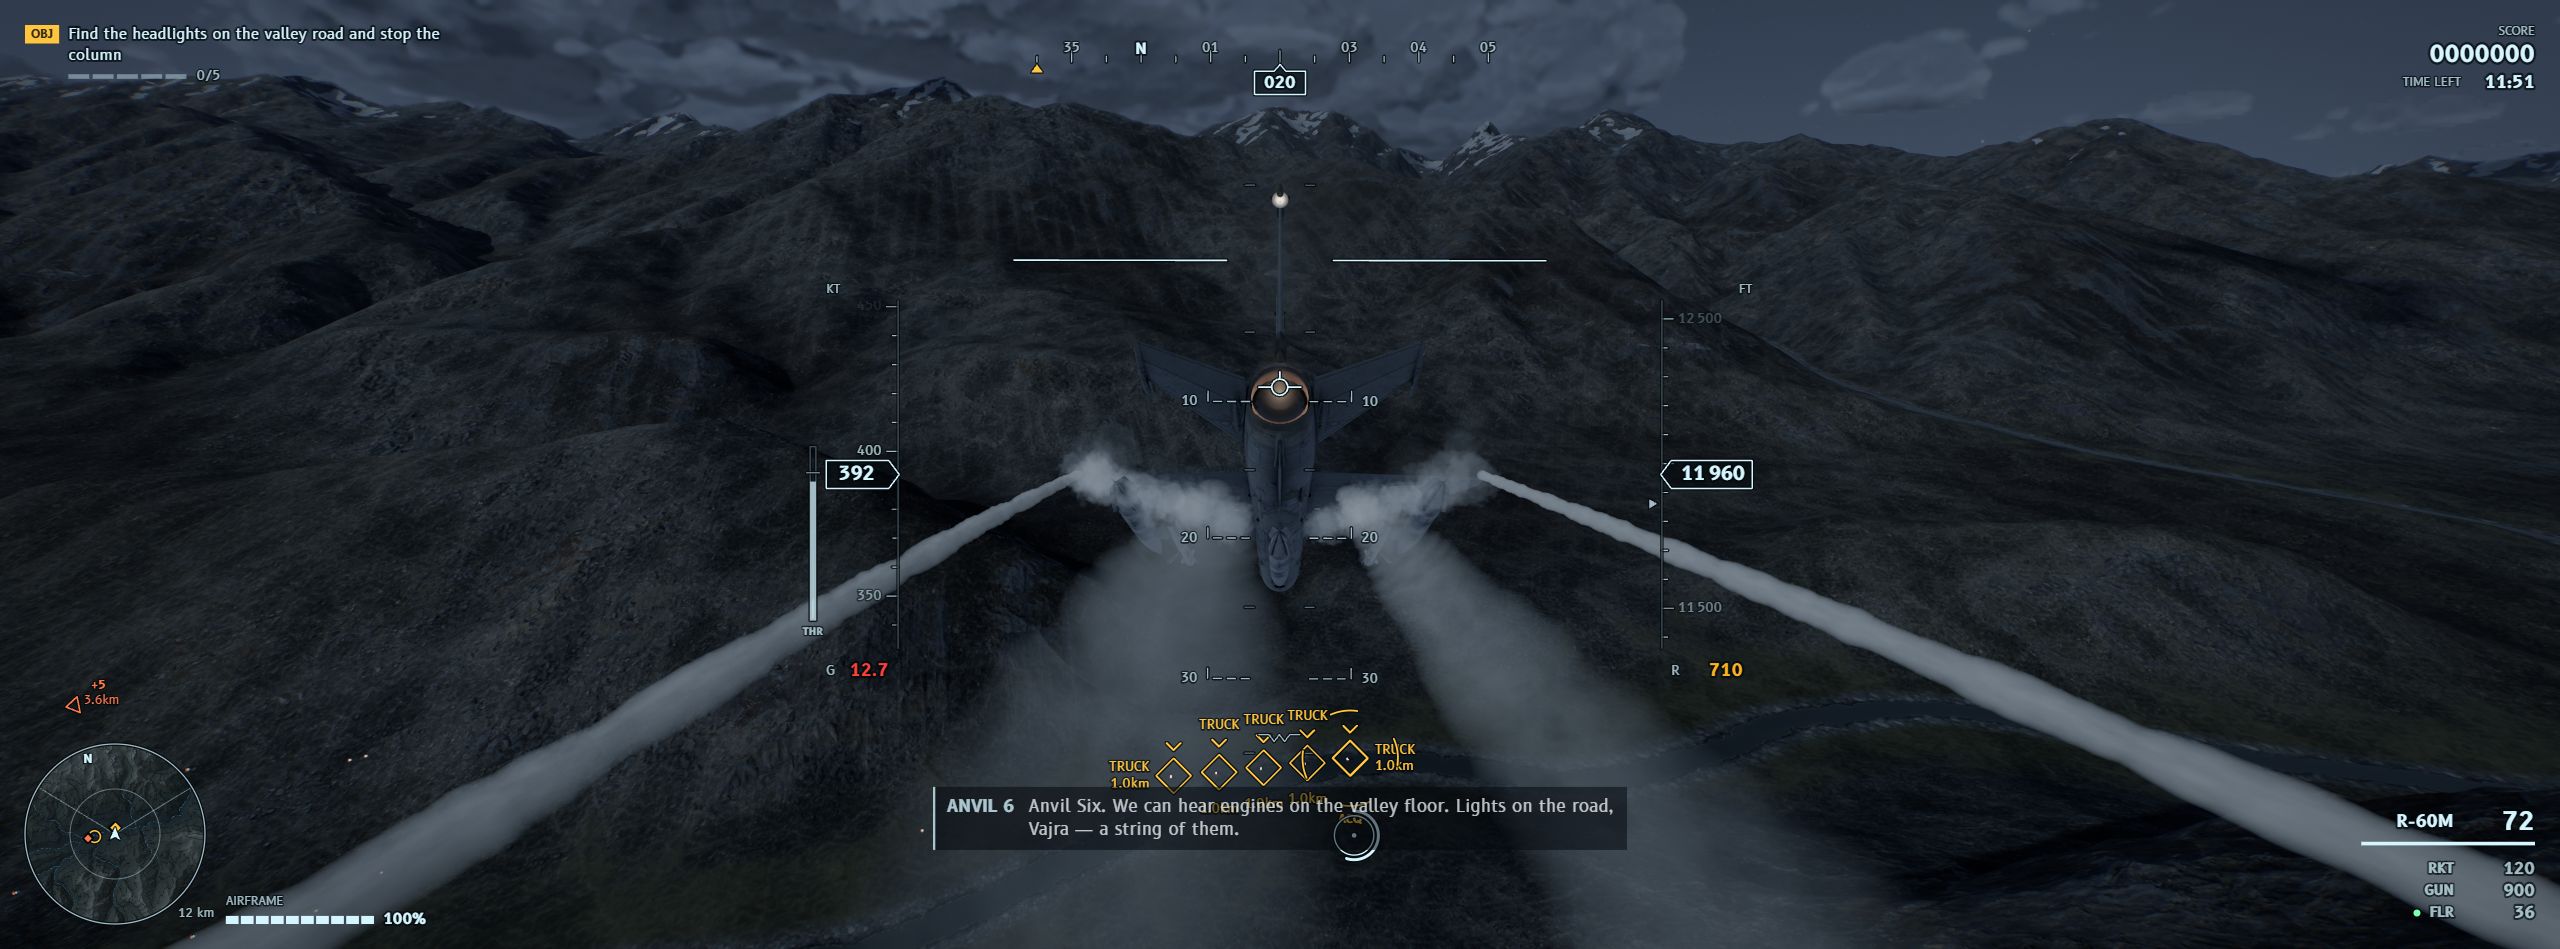 OBJ Find the headlights on the valley road and stop the
column
0/5
35 N 01 03 04 05
020
SCORE
0000000
TIME LEFT 11:51
KT
450
400
392
350
THR
G 12.7
FT
12 500
11 960
11 500
R 710
10 10
20 20
30 30
+5
3.6km
N
12 km
AIRFRAME
100%
TRUCK TRUCK TRUCK
TRUCK
1.0km
TRUCK
1.0km
1.0km
ANVIL 6 Anvil Six. We can hear engines on the valley floor. Lights on the road,
Vajra — a string of them.
R-60M 72
RKT 120
GUN 900
FLR 36